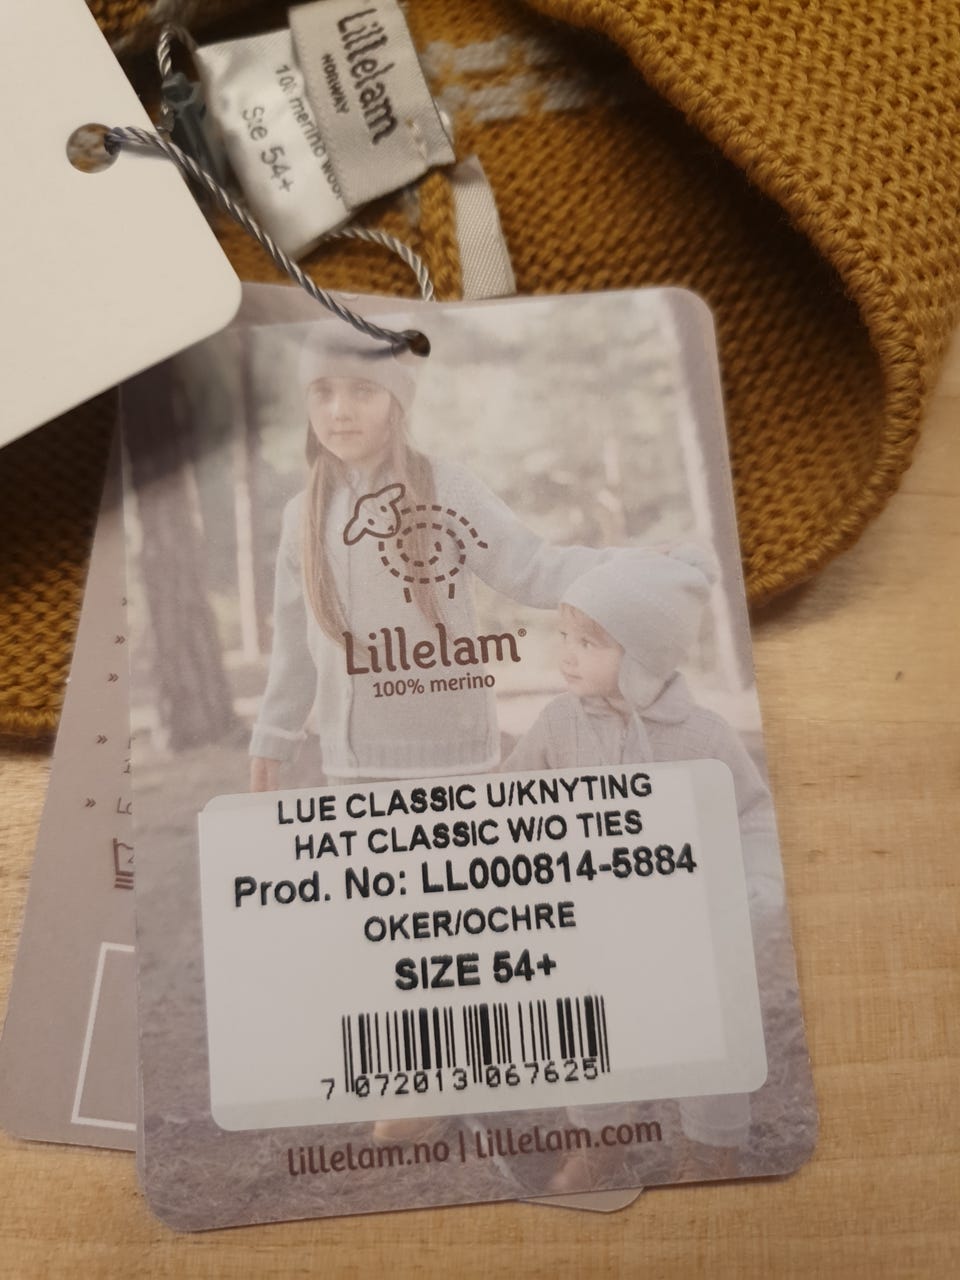 Lillelam
NORWAY
100% merino wool
Str. 54+
Lillelam®
100% merino
LUE CLASSIC U/KNYTING
HAT CLASSIC W/O TIES
Prod. No: LL000814-5884
OKER/OCHRE
SIZE 54+
7 072013 067625
lillelam.no | lillelam.com